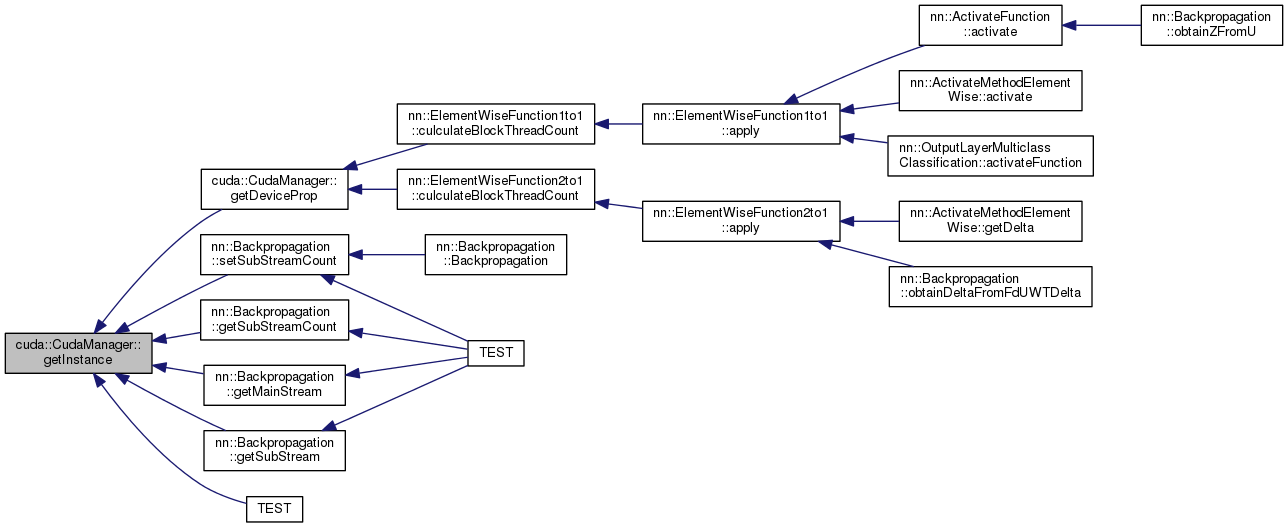 nn::ActivateFunction
::activate
nn::Backpropagation
::obtainZFromU
nn::ActivateMethodElement
Wise::activate
nn::ElementWiseFunction1to1
::culculateBlockThreadCount
nn::ElementWiseFunction1to1
::apply
nn::OutputLayerMulticlass
Classification::activateFunction
cuda::CudaManager::
getDeviceProp
nn::ElementWiseFunction2to1
::culculateBlockThreadCount
nn::ElementWiseFunction2to1
::apply
nn::ActivateMethodElement
Wise::getDelta
nn::Backpropagation
::setSubStreamCount
nn::Backpropagation
::Backpropagation
nn::Backpropagation
::obtainDeltaFromFdUWTDelta
nn::Backpropagation
::getSubStreamCount
cuda::CudaManager::
getInstance
TEST
nn::Backpropagation
::getMainStream
nn::Backpropagation
::getSubStream
TEST